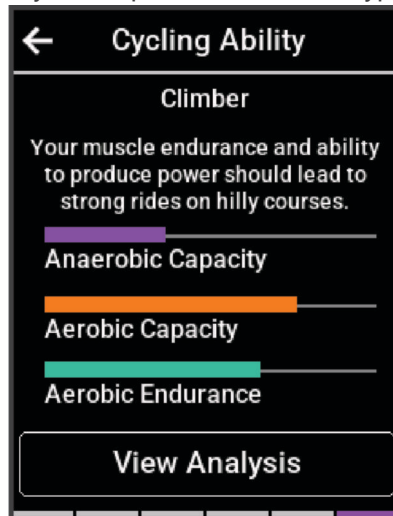 Cycling Ability
Climber
Your muscle endurance and ability
to produce power should lead to
strong rides on hilly courses.
Anaerobic Capacity
Aerobic Capacity
Aerobic Endurance
View Analysis